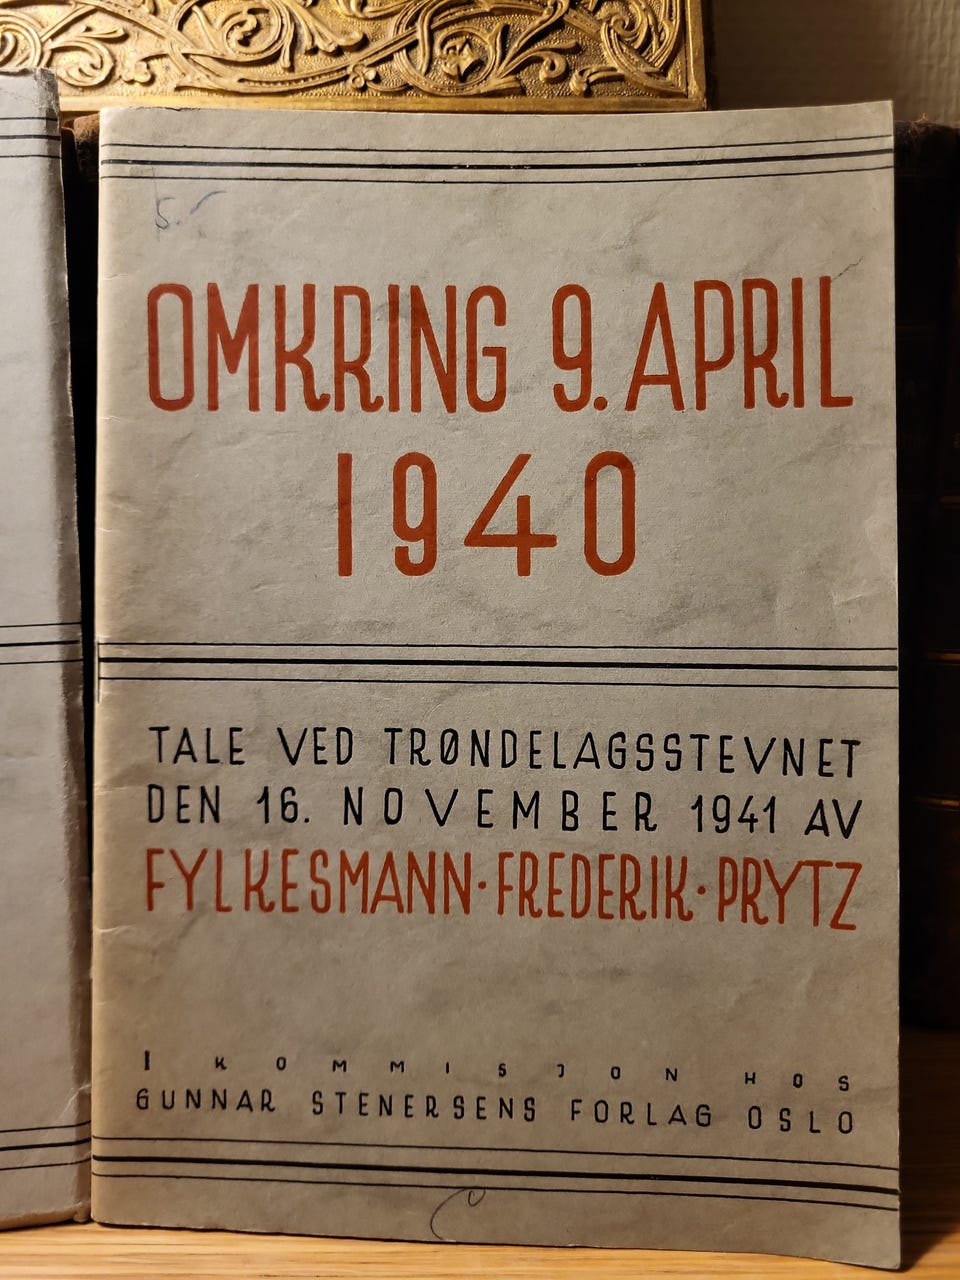 5.-
OMKRING 9. APRIL
1940
TALE VED TRØNDELAGSSTEVNET
DEN 16. NOVEMBER 1941 AV
FYLKESMANN · FREDERIK · PRYTZ
I KOMMISJON HOS
GUNNAR STENERSENS FORLAG OSLO